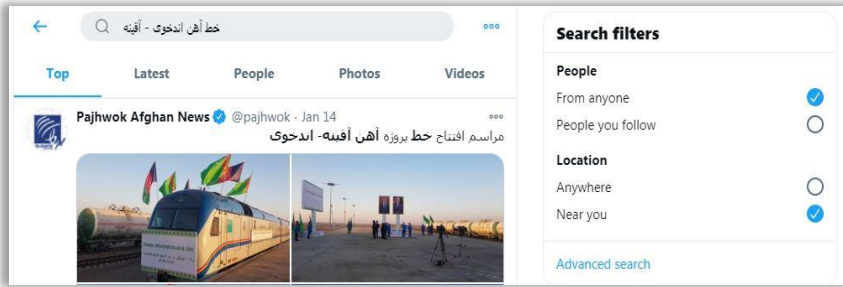 خط آهن اندخوی - آقینه
Top Latest People Photos Videos
Pajhwok Afghan News @pajhwok · Jan 14
مراسم افتتاح خط پروژه آهن آقینه- اندخوی
Search filters
People
From anyone
People you follow
Location
Anywhere
Near you
Advanced search